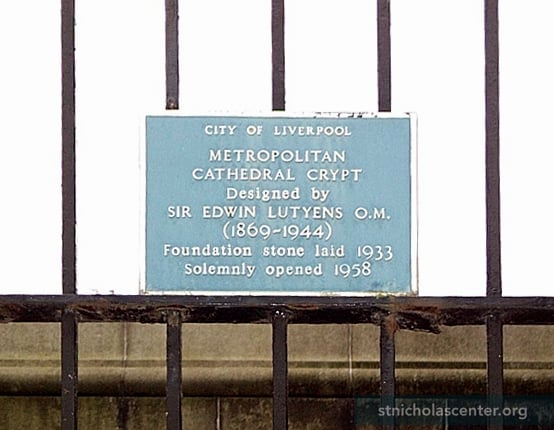 CITY OF LIVERPOOL
METROPOLITAN
CATHEDRAL CRYPT
Designed by
SIR EDWIN LUTYENS O.M.
(1869-1944)
Foundation stone laid 1933
Solemnly opened 1958
stnicholascenter.org